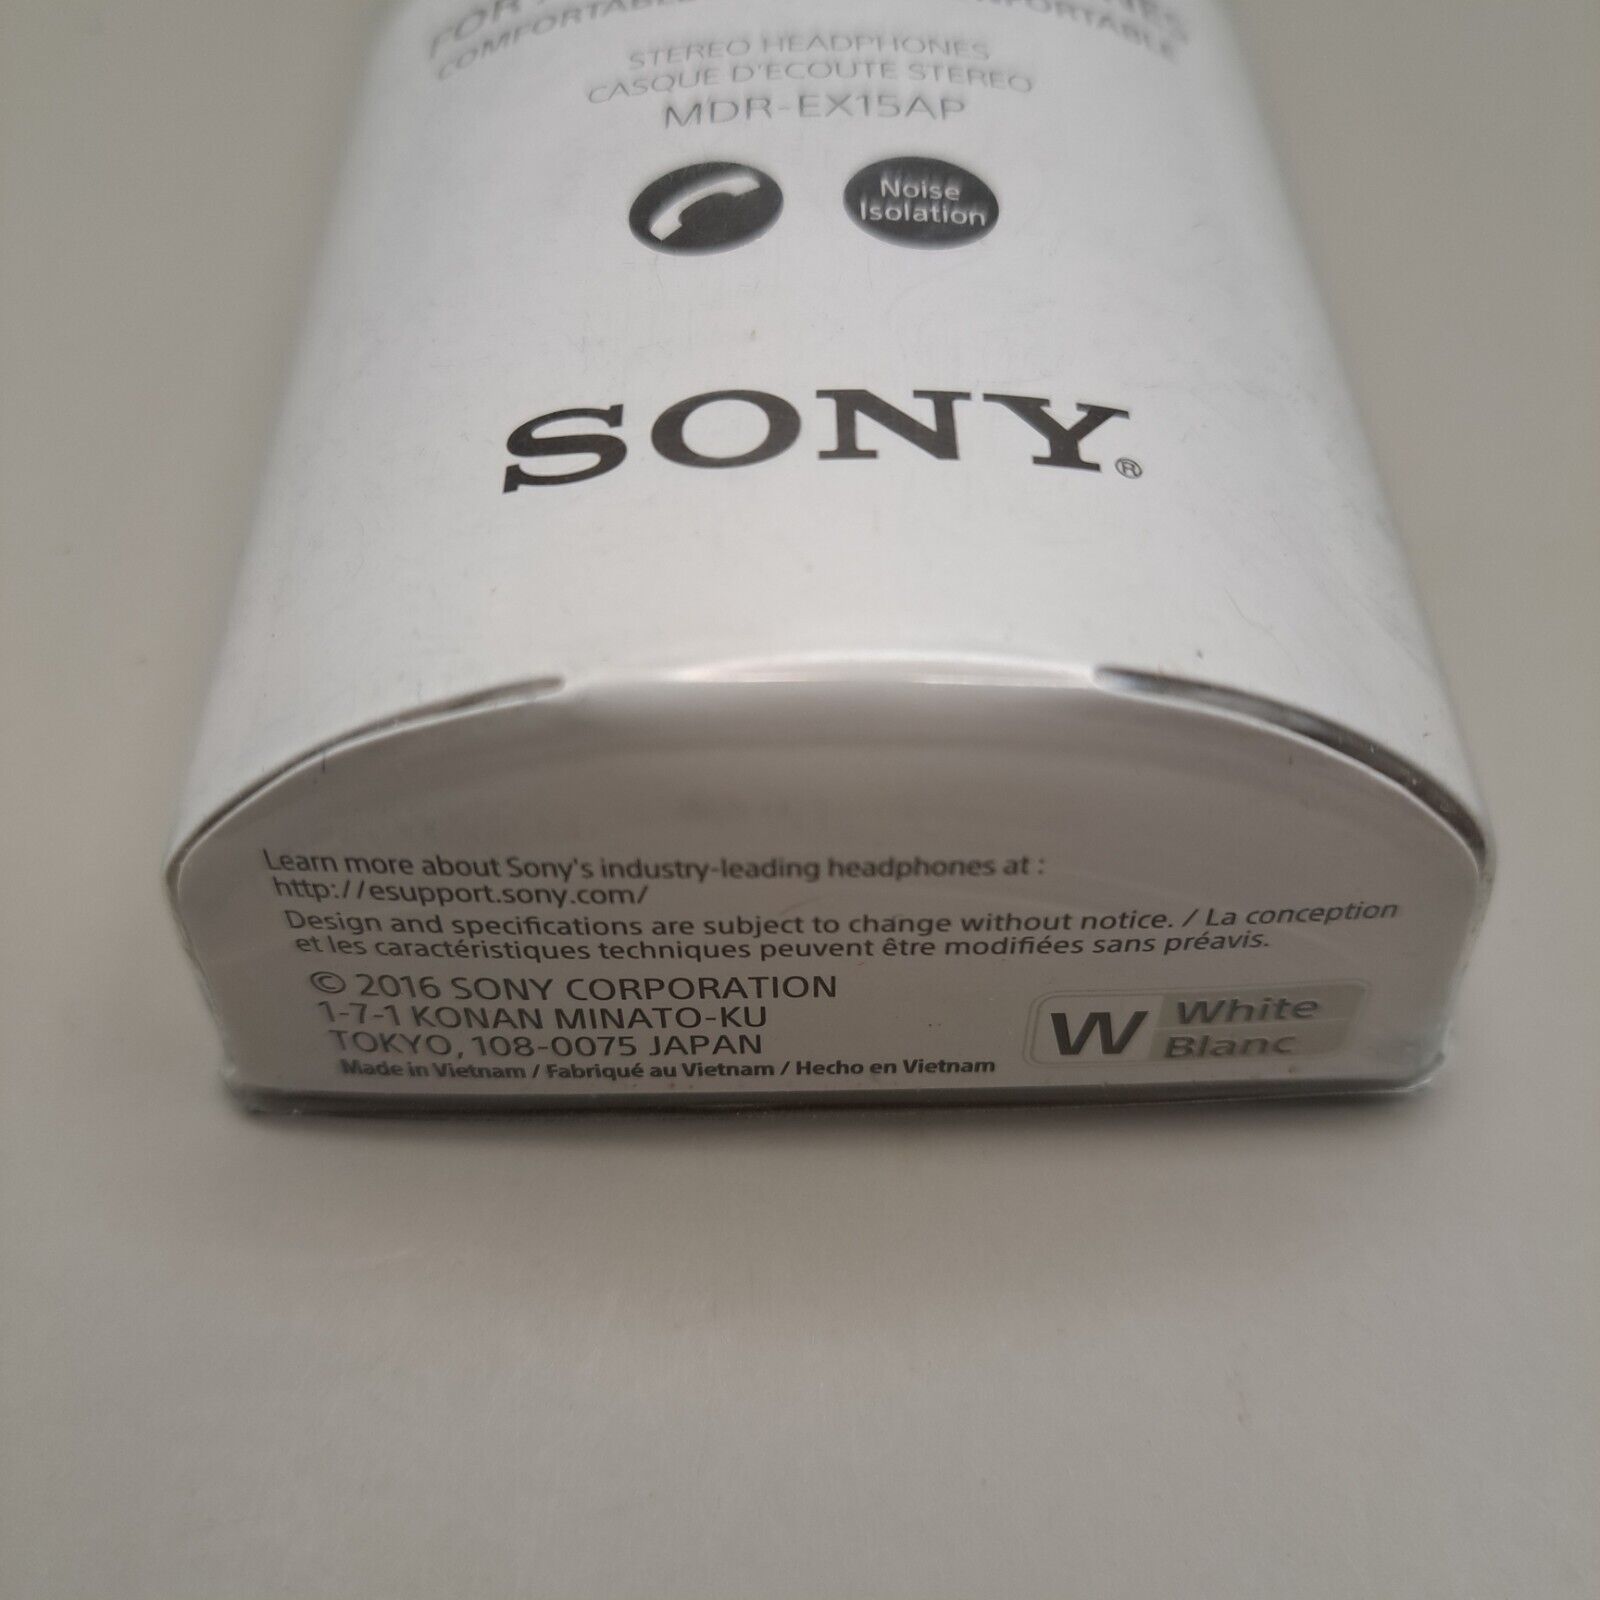 FOR
COMFORTABLE
STEREO HEADPHONES
CASQUE D'ECOUTE STEREO
MDR-EX15AP
Noise
Isolation
SONY®
Learn more about Sony's industry-leading headphones at :
http://esupport.sony.com/
Design and specifications are subject to change without notice. / La conception
et les caractéristiques techniques peuvent être modifiées sans préavis.
© 2016 SONY CORPORATION
1-7-1 KONAN MINATO-KU
TOKYO, 108-0075 JAPAN
Made in Vietnam / Fabriqué au Vietnam / Hecho en Vietnam
W White
Blanc